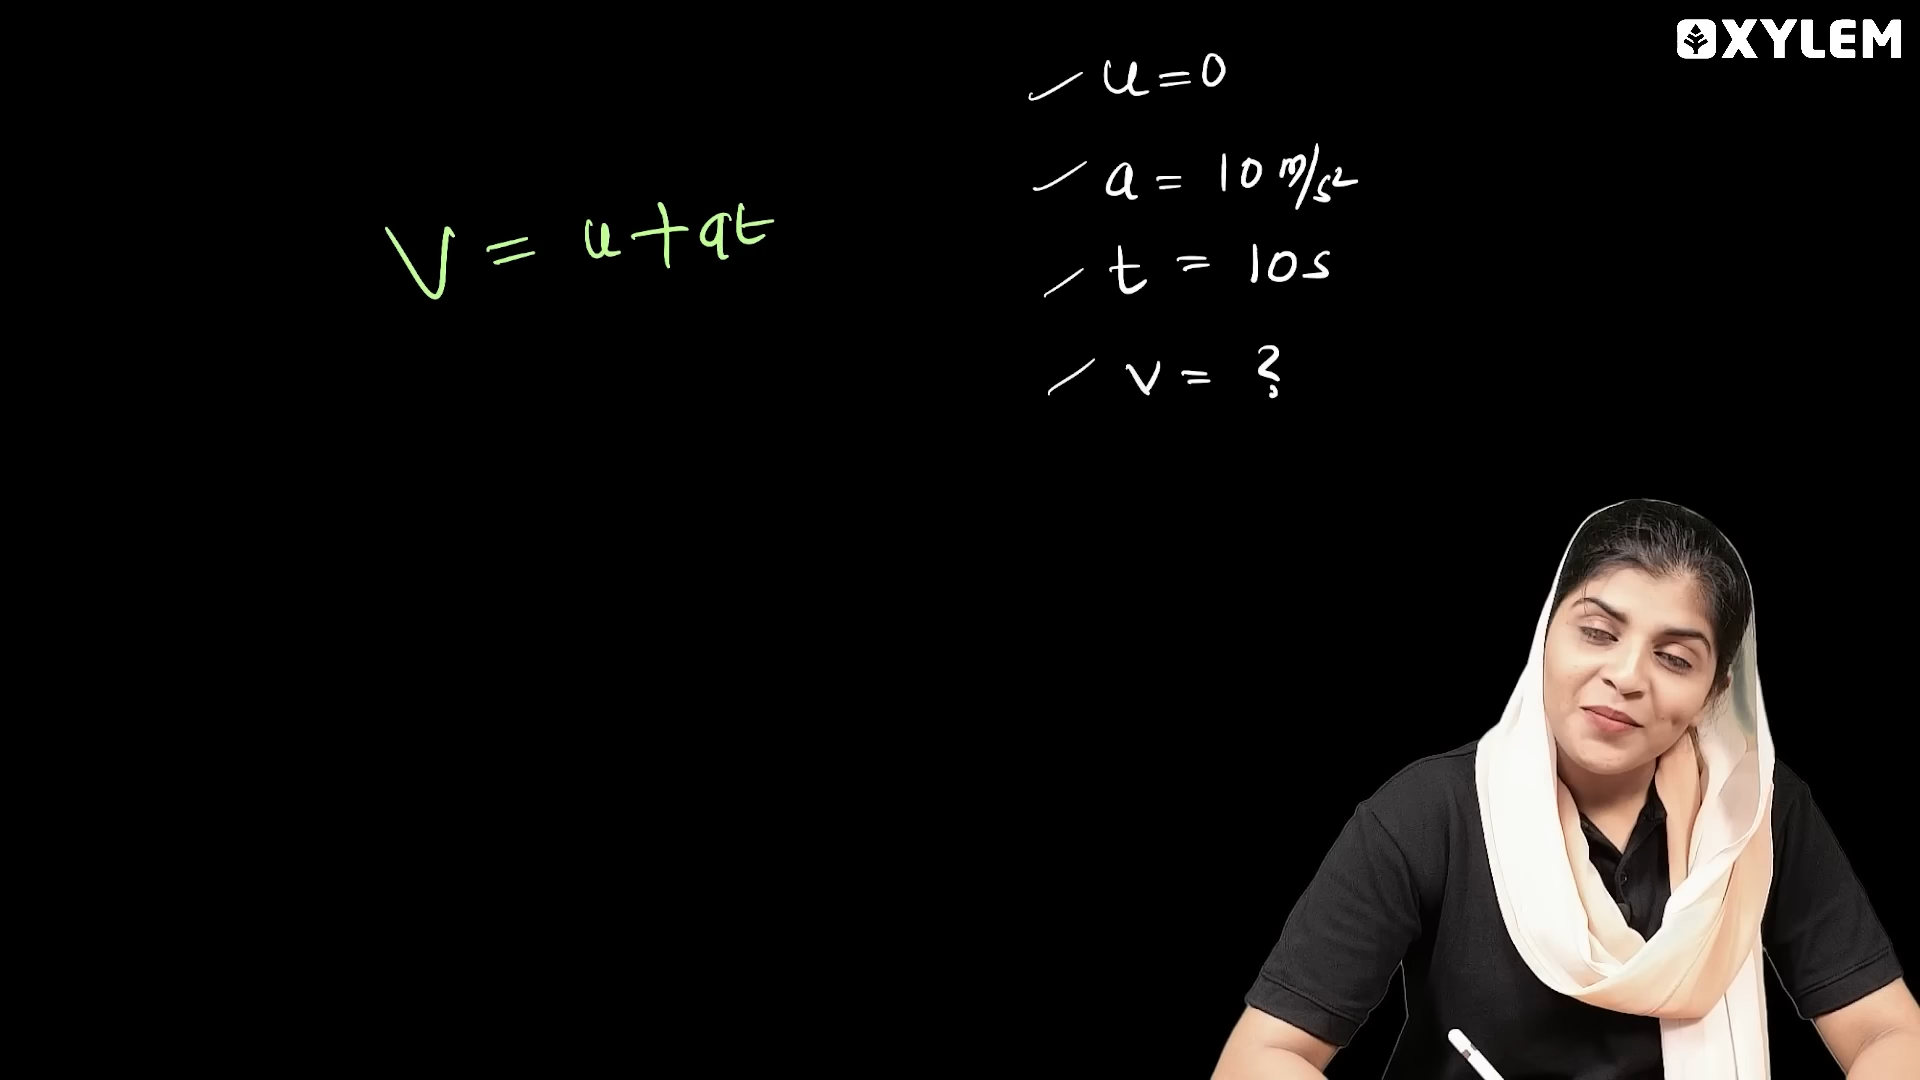 XYLEM
u = 0
a = 10 m/s²
V = u + at
t = 10s
v = ?